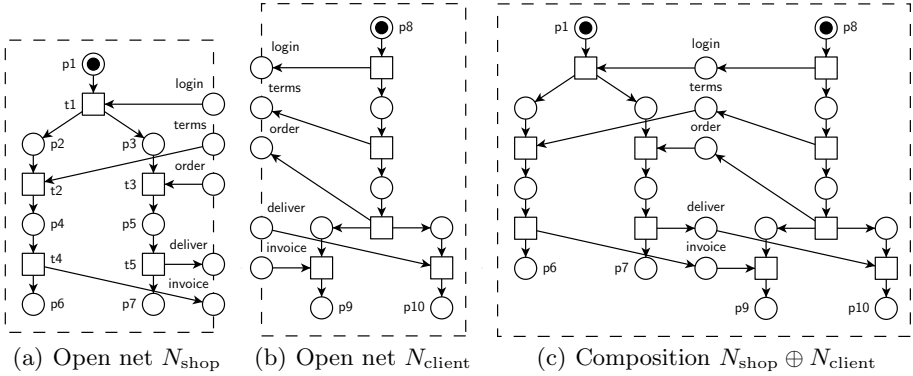 p1
login
t1
terms
p2
p3
order
t2
t3
p4
p5
deliver
t4
t5
invoice
p6
p7
(a) Open net N_shop
p8
login
terms
order
deliver
invoice
p9
p10
(b) Open net N_client
p1
p8
login
terms
order
deliver
invoice
p6
p7
p9
p10
(c) Composition N_shop ⊕ N_client